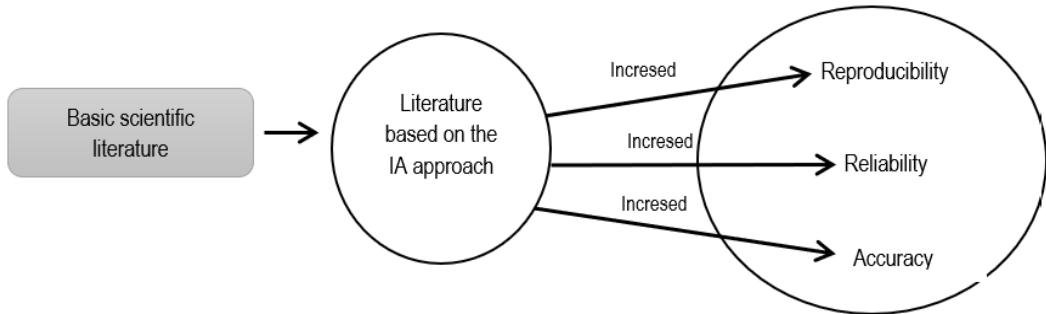 Basic scientific
literature
Literature
based on the
IA approach
Incresed
Reproducibility
Incresed
Reliability
Incresed
Accuracy